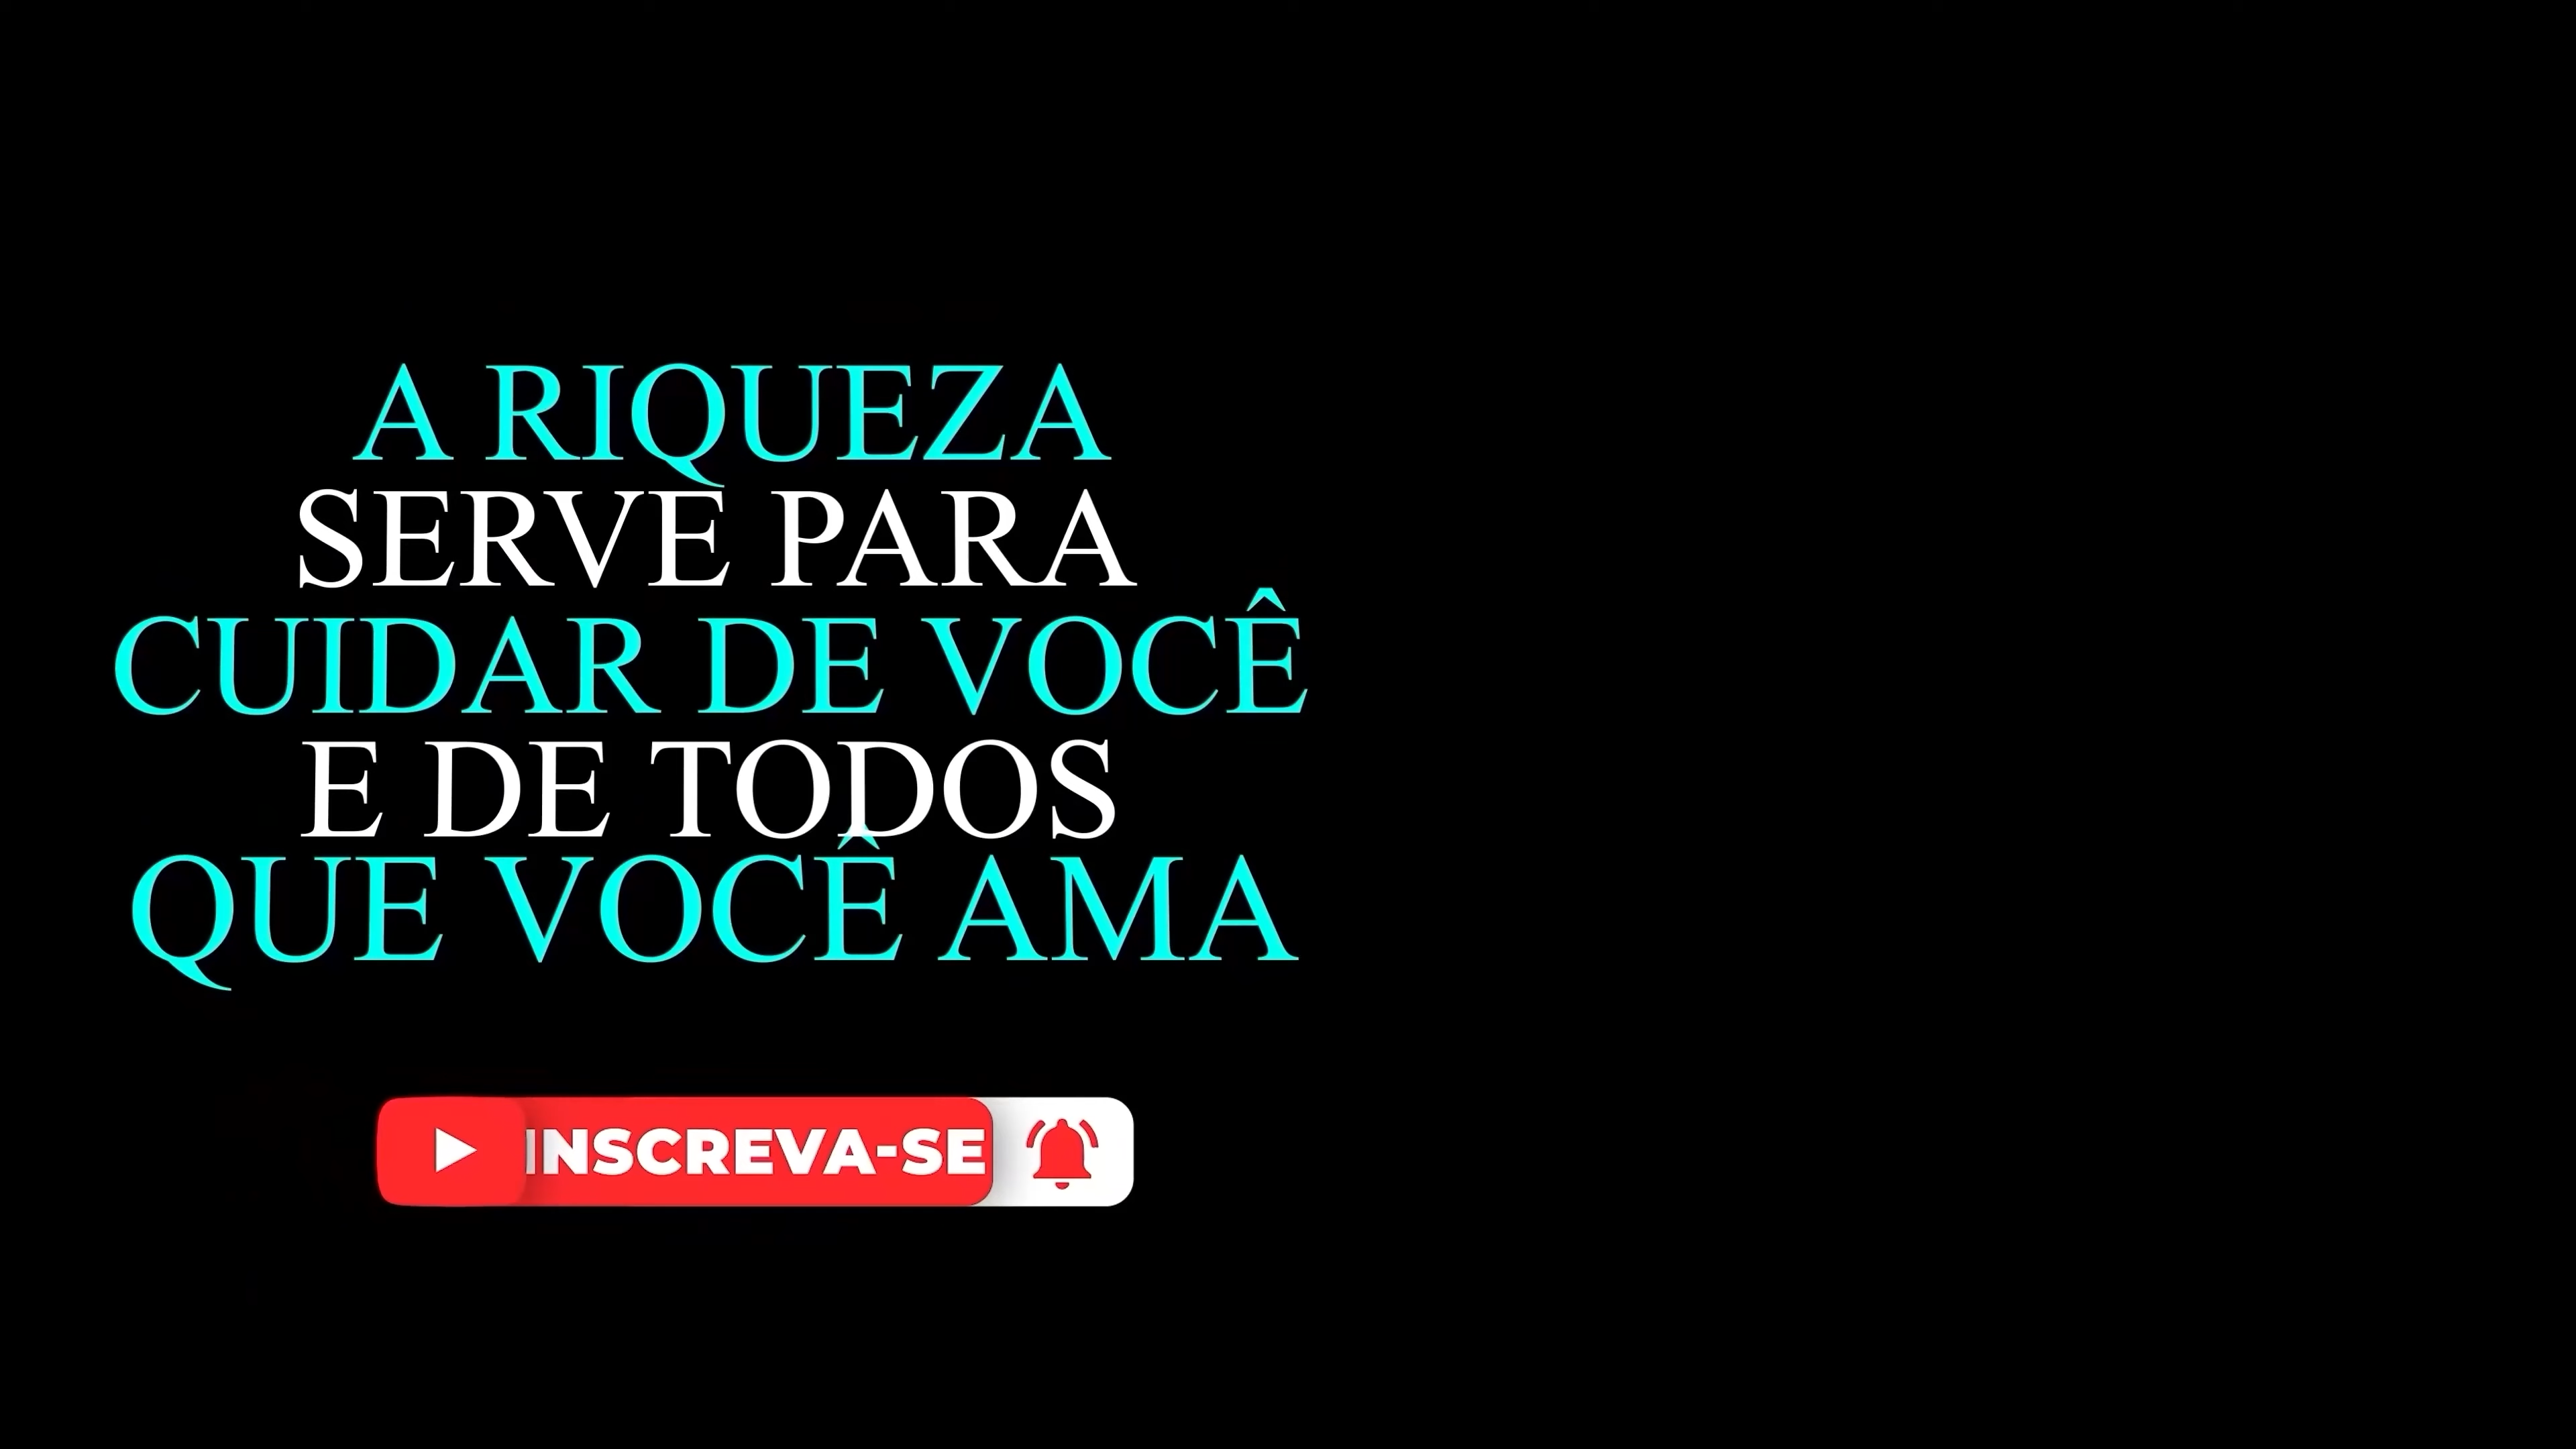 A RIQUEZA
SERVE PARA
CUIDAR DE VOCÊ
E DE TODOS
QUE VOCÊ AMA
INSCREVA-SE